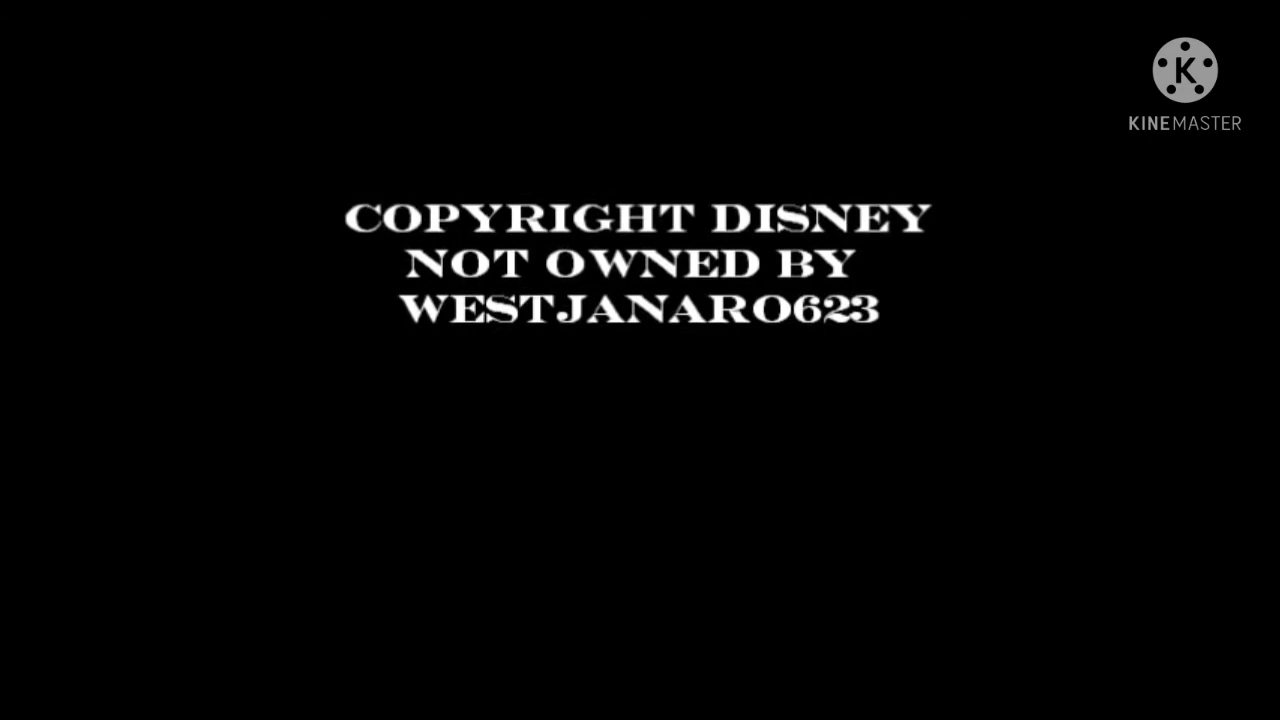 K
KINEMASTER
COPYRIGHT DISNEY
NOT OWNED BY
WESTJANARO623